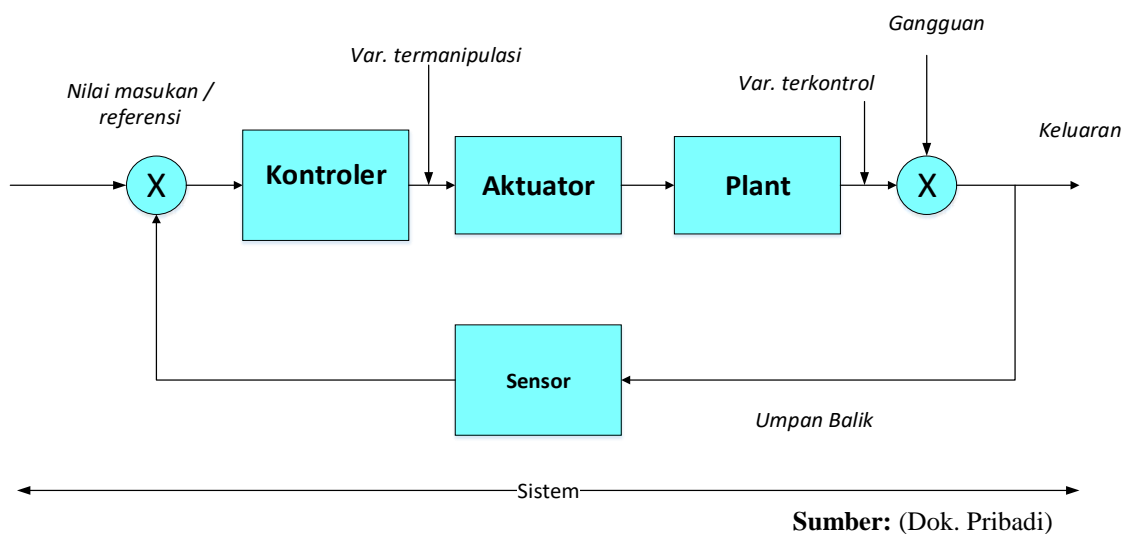 Gangguan
Var. termanipulasi
Var. terkontrol
Nilai masukan /
referensi
Keluaran
X
Kontroler
Aktuator
Plant
X
Sensor
Umpan Balik
Sistem
Sumber: (Dok. Pribadi)